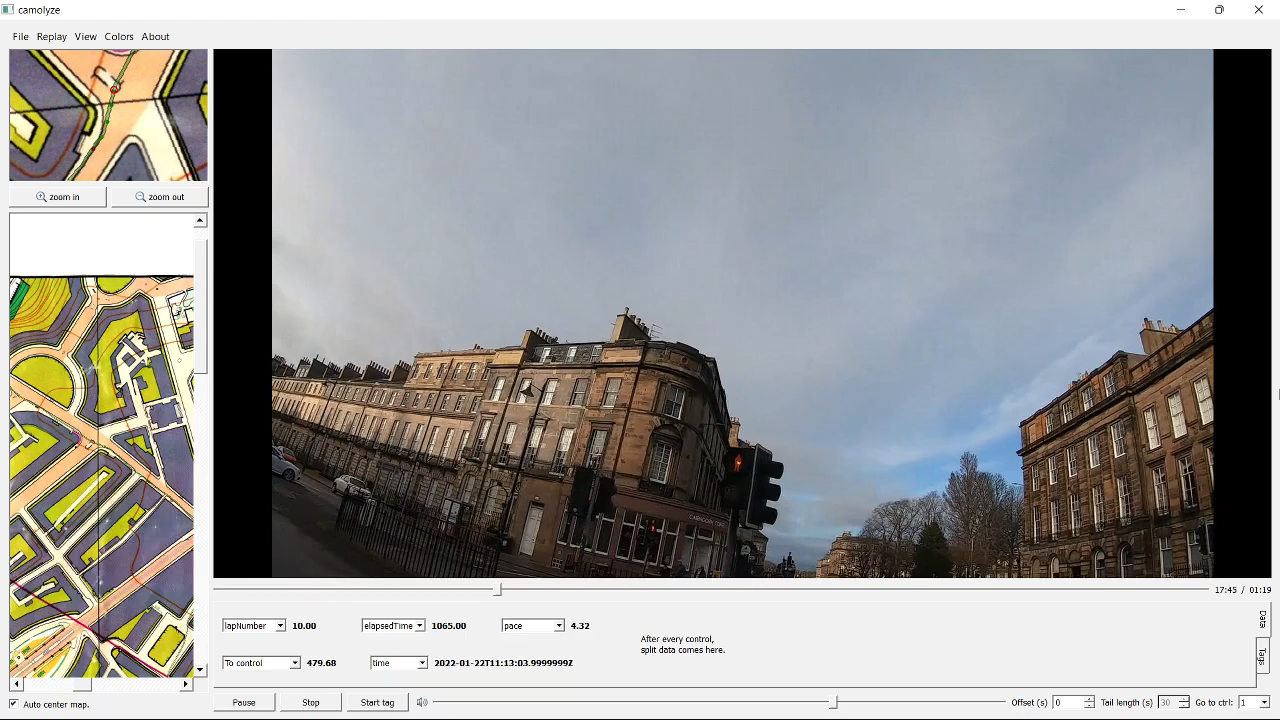 camolyze
File Replay View Colors About
zoom in
zoom out
17:45 / 01:19
lapNumber 10.00 elapsedTime 1065.00 pace 4.32
To control 479.68 time 2022-01-22T11:13:03.9999999Z
After every control,
split data comes here.
Data
Tags
Auto center map.
Pause Stop Start tag Offset (s) 0 Tail length (s) 30 Go to ctrl: 1